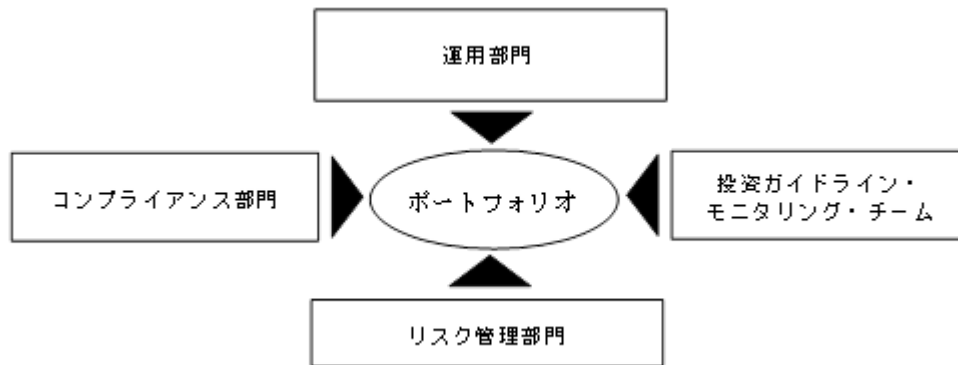 運用部門
コンプライアンス部門
ポートフォリオ
投資ガイドライン・
モニタリング・チーム
リスク管理部門